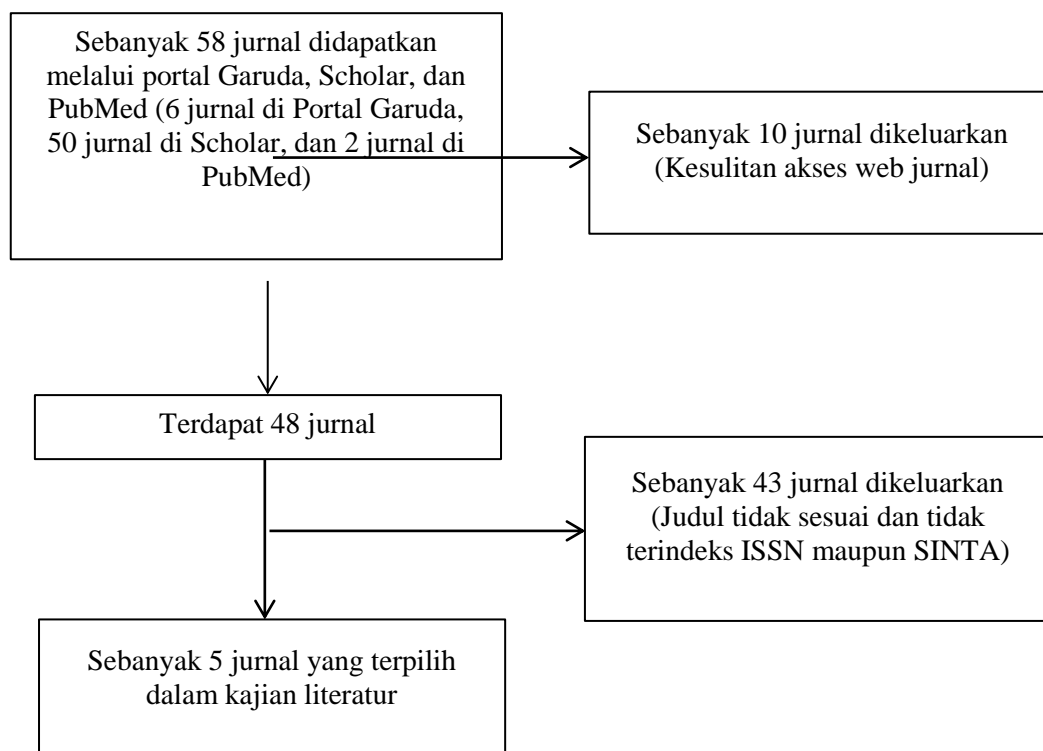 Sebanyak 58 jurnal didapatkan
melalui portal Garuda, Scholar, dan
PubMed (6 jurnal di Portal Garuda,
50 jurnal di Scholar, dan 2 jurnal di
PubMed)
Sebanyak 10 jurnal dikeluarkan
(Kesulitan akses web jurnal)
Terdapat 48 jurnal
Sebanyak 43 jurnal dikeluarkan
(Judul tidak sesuai dan tidak
terindeks ISSN maupun SINTA)
Sebanyak 5 jurnal yang terpilih
dalam kajian literatur